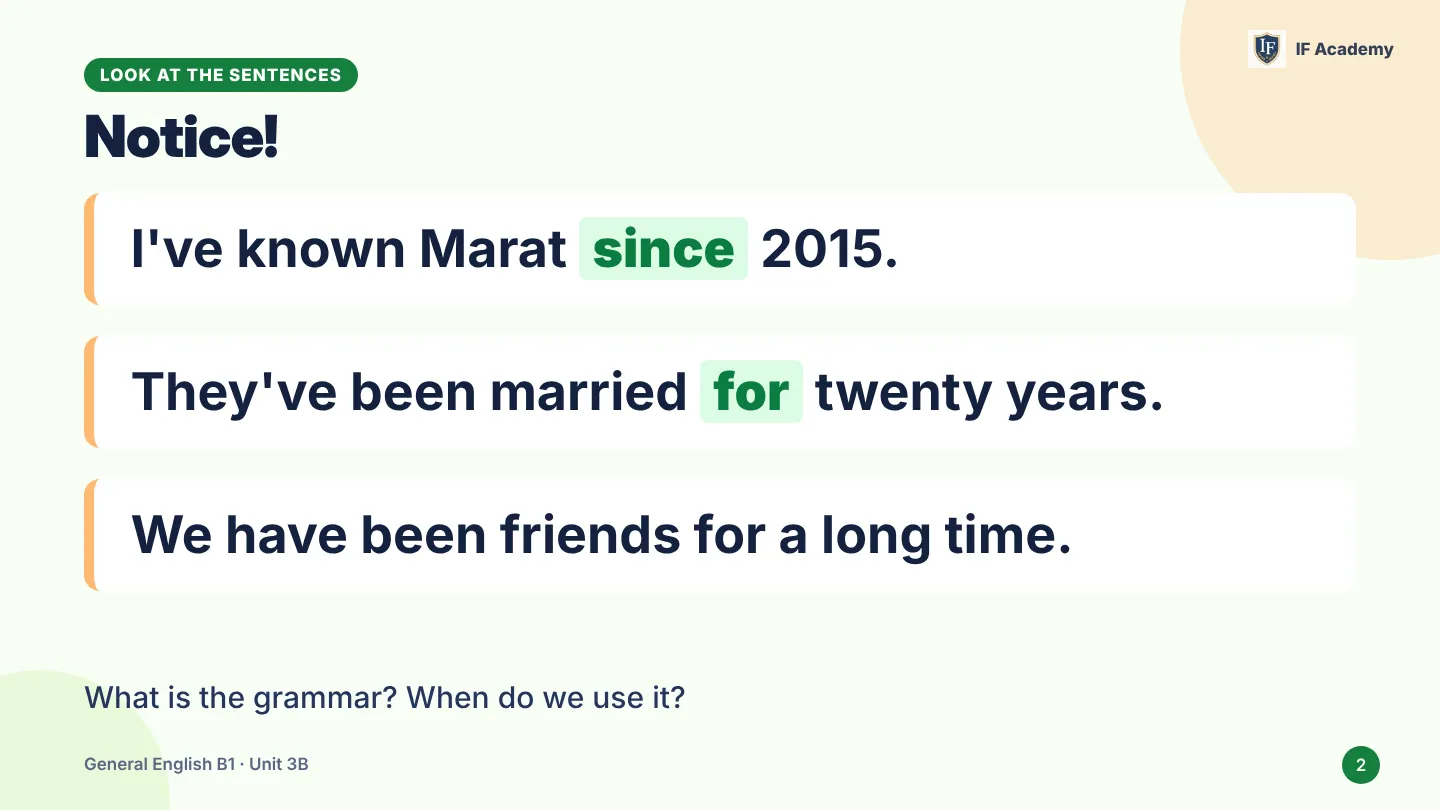 IF
IF Academy
LOOK AT THE SENTENCES
Notice!
I've known Marat since 2015.
They've been married for twenty years.
We have been friends for a long time.
What is the grammar? When do we use it?
General English B1 · Unit 3B
2